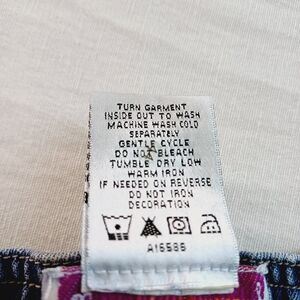 TURN GARMENT
INSIDE OUT TO WASH
MACHINE WASH COLD
SEPARATELY
GENTLE CYCLE
DO NOT BLEACH
TUMBLE DRY LOW
WARM IRON
IF NEEDED ON REVERSE
DO NOT IRON
DECORATION
A16586